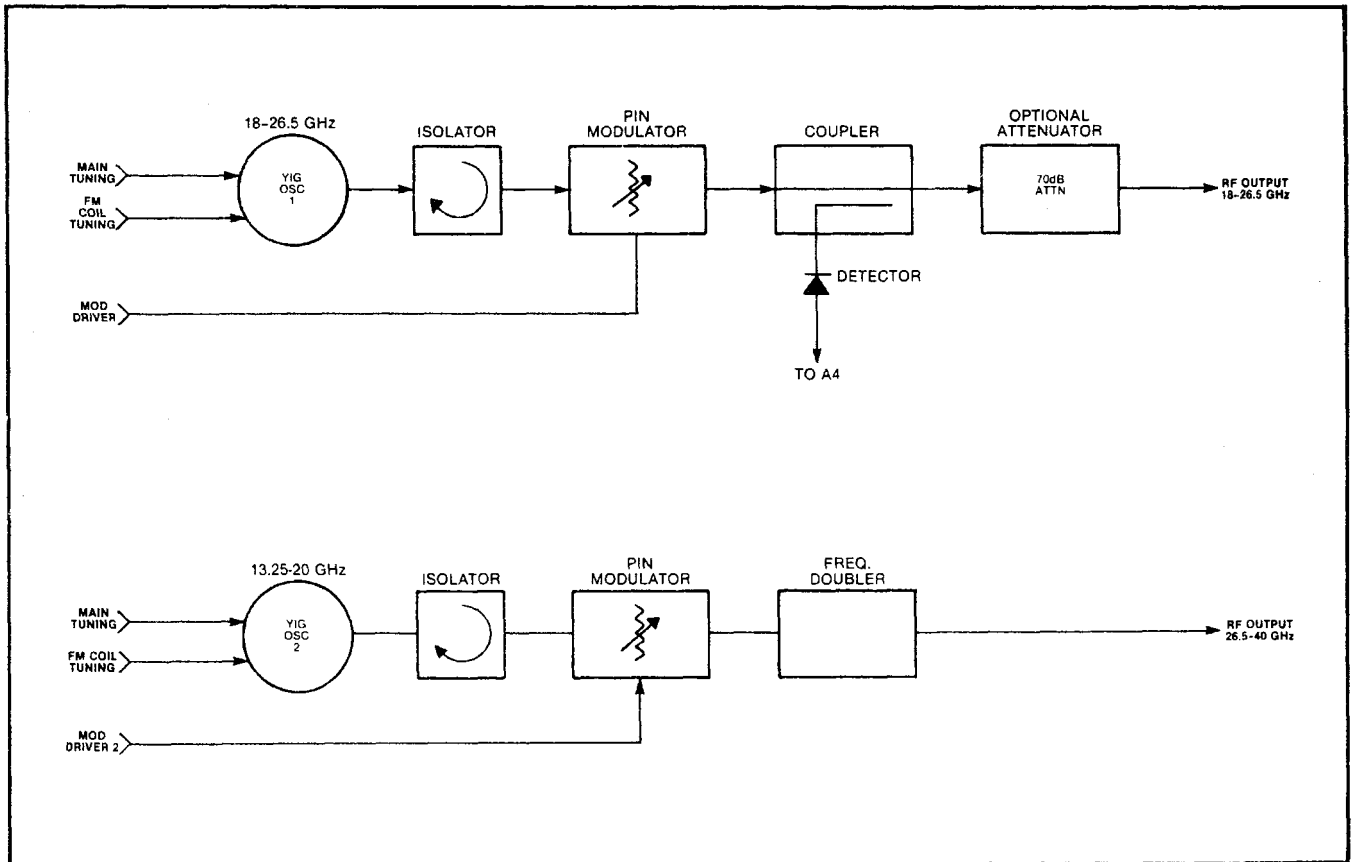 18-26.5 GHz
ISOLATOR
PIN
MODULATOR
COUPLER
OPTIONAL
ATTENUATOR
MAIN
TUNING
FM
COIL
TUNING
YIG
OSC
1
70dB
ATTN
RF OUTPUT
18-26.5 GHz
MOD
DRIVER
DETECTOR
TO A4
13.25-20 GHz
ISOLATOR
PIN
MODULATOR
FREQ.
DOUBLER
MAIN
TUNING
FM COIL
TUNING
YIG
OSC
2
RF OUTPUT
26.5-40 GHz
MOD
DRIVER 2